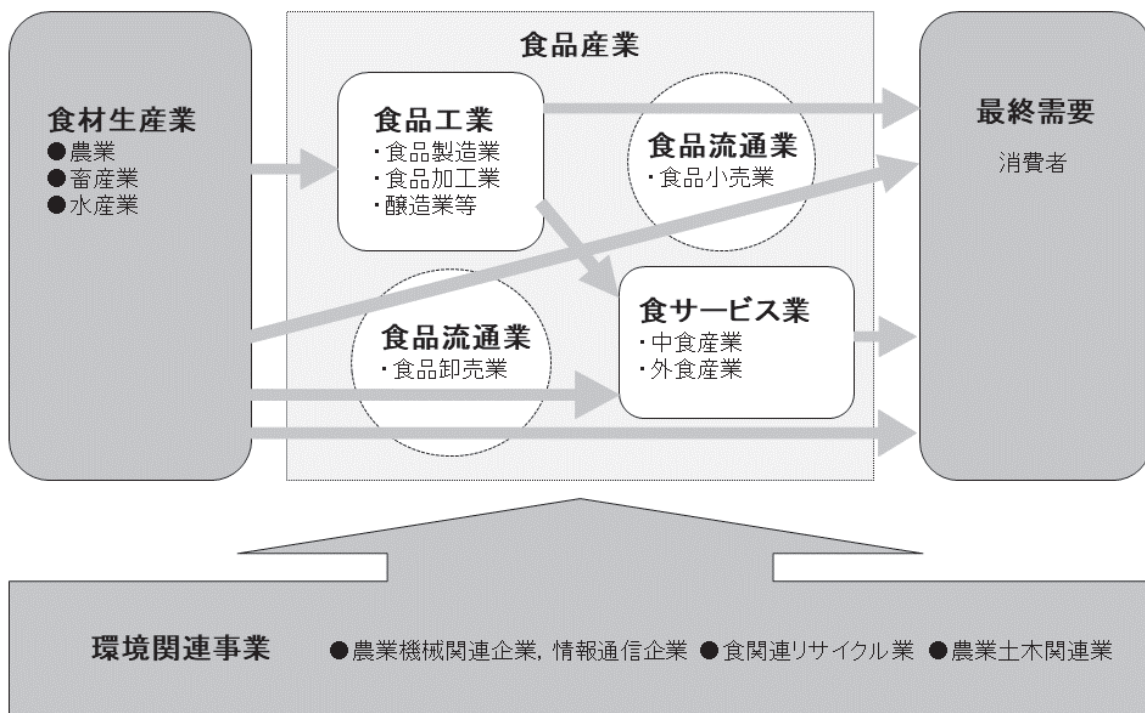 食品産業
食材生産業
●農業
●畜産業
●水産業
食品工業
・食品製造業
・食品加工業
・醸造業等
食品流通業
・食品小売業
最終需要
消費者
食品流通業
・食品卸売業
食サービス業
・中食産業
・外食産業
環境関連事業 ●農業機械関連企業, 情報通信企業 ●食関連リサイクル業 ●農業土木関連業